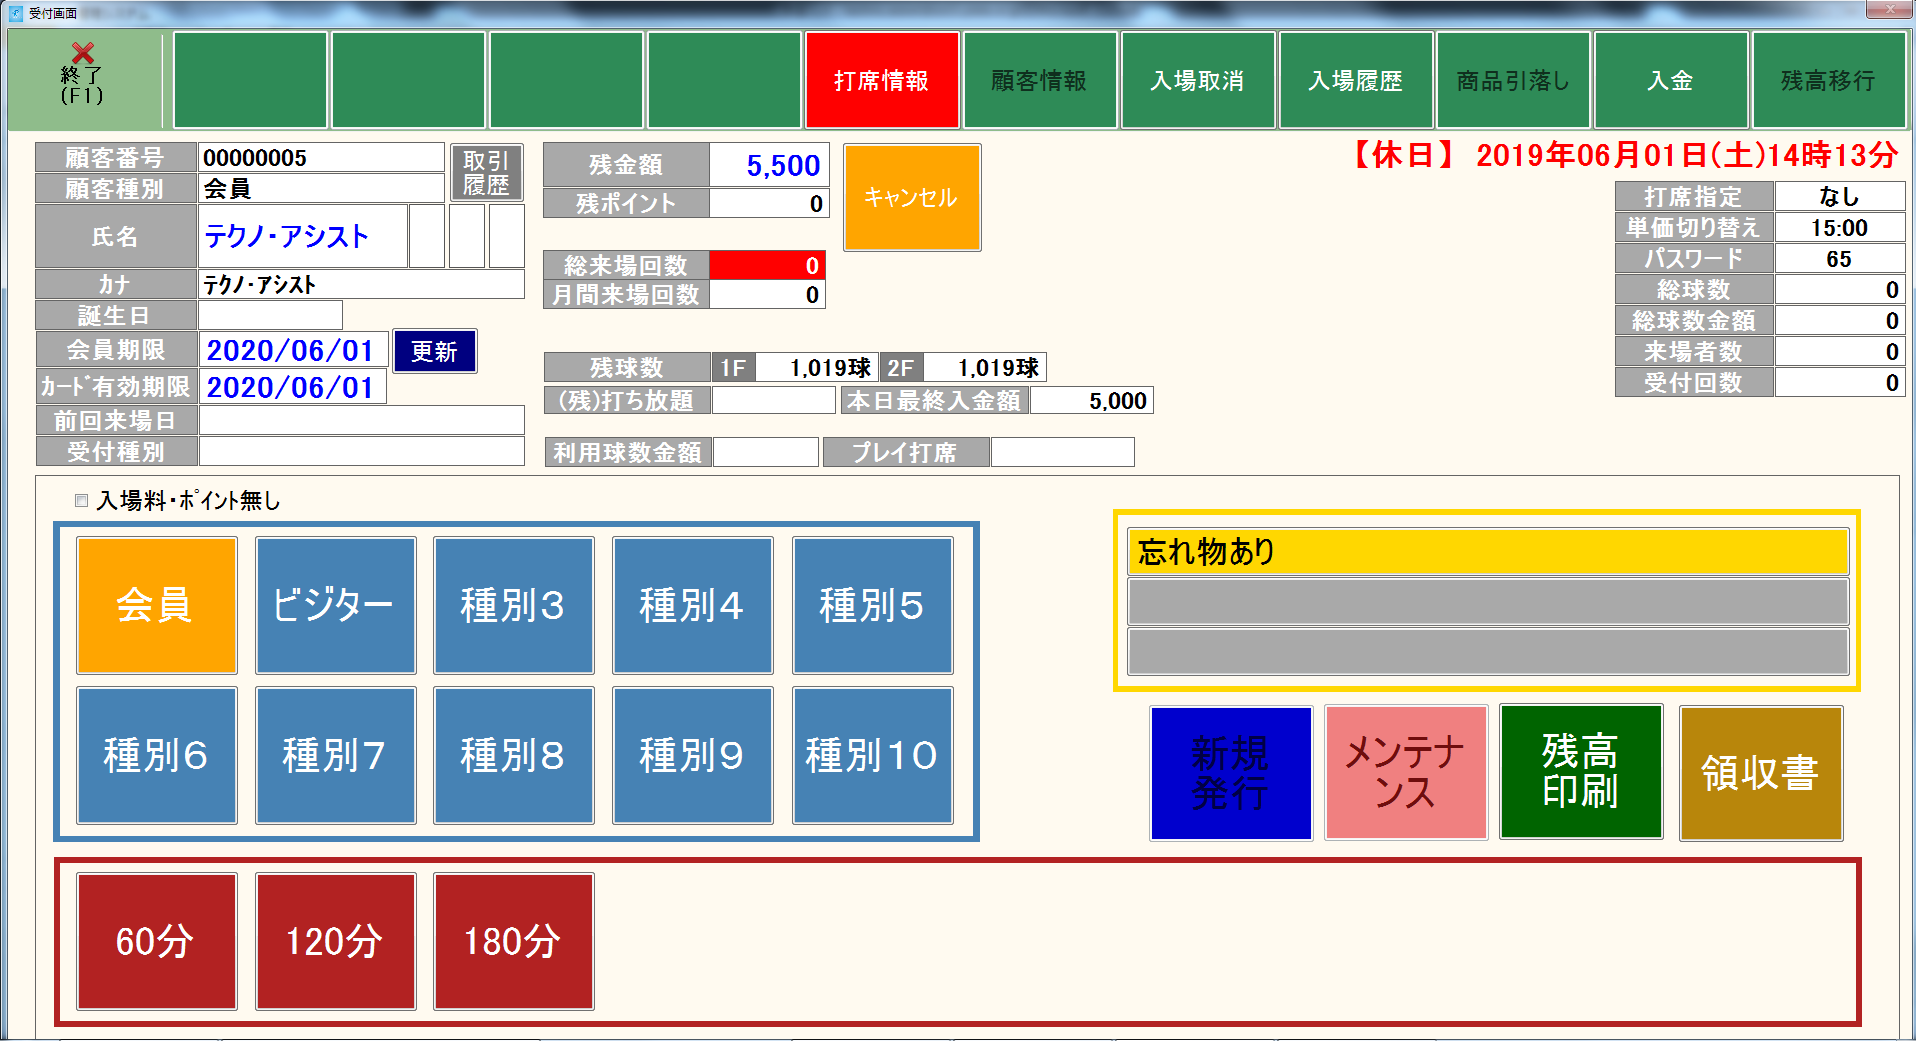 受付画面
終了
(F1)
打席情報
顧客情報
入場取消
入場履歴
商品引落し
入金
残高移行
【休日】 2019年06月01日(土)14時13分
顧客番号 00000005
取引
履歴
顧客種別 会員
氏名 テクノ・アシスト
カナ テクノ・アシスト
誕生日
会員期限 2020/06/01
更新
カード有効期限 2020/06/01
前回来場日
受付種別
残金額 5,500
残ポイント 0
キャンセル
総来場回数 0
月間来場回数 0
残球数 1F 1,019球 2F 1,019球
(残)打ち放題 本日最終入金額 5,000
利用球数金額 プレイ打席
打席指定 なし
単価切り替え 15:00
パスワード 65
総球数 0
総球数金額 0
来場者数 0
受付回数 0
入場料・ポイント無し
会員 ビジター 種別3 種別4 種別5
種別6 種別7 種別8 種別9 種別10
忘れ物あり
新規
発行
メンテナ
ンス
残高
印刷
領収書
60分 120分 180分